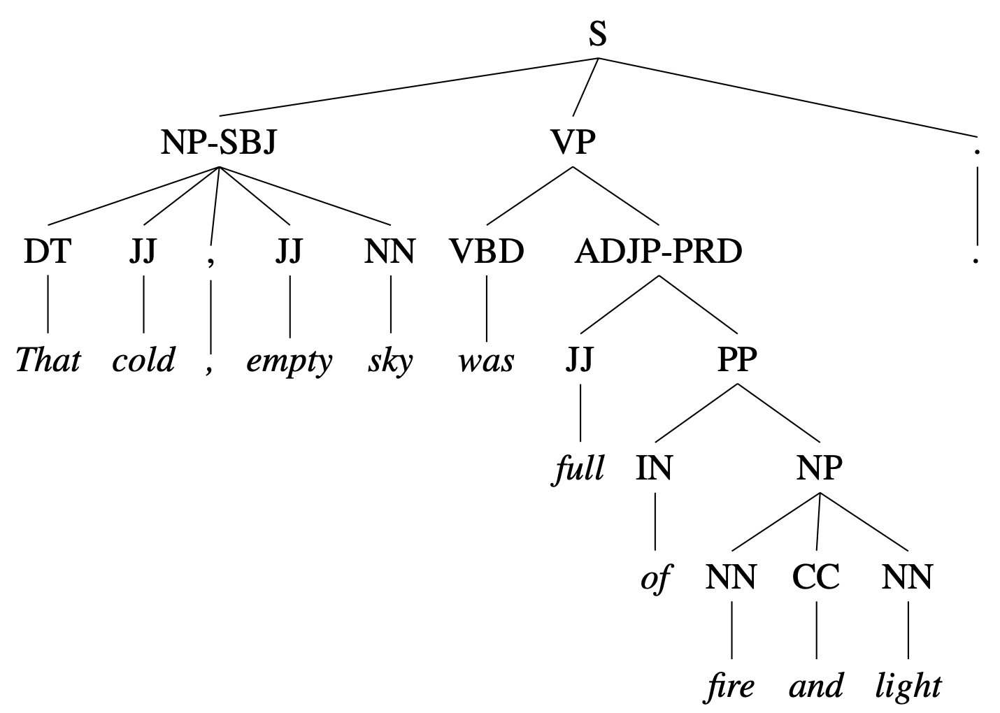 S
NP-SBJ VP .
DT JJ , JJ NN VBD ADJP-PRD .
That cold , empty sky was JJ PP
full IN NP
of NN CC NN
fire and light